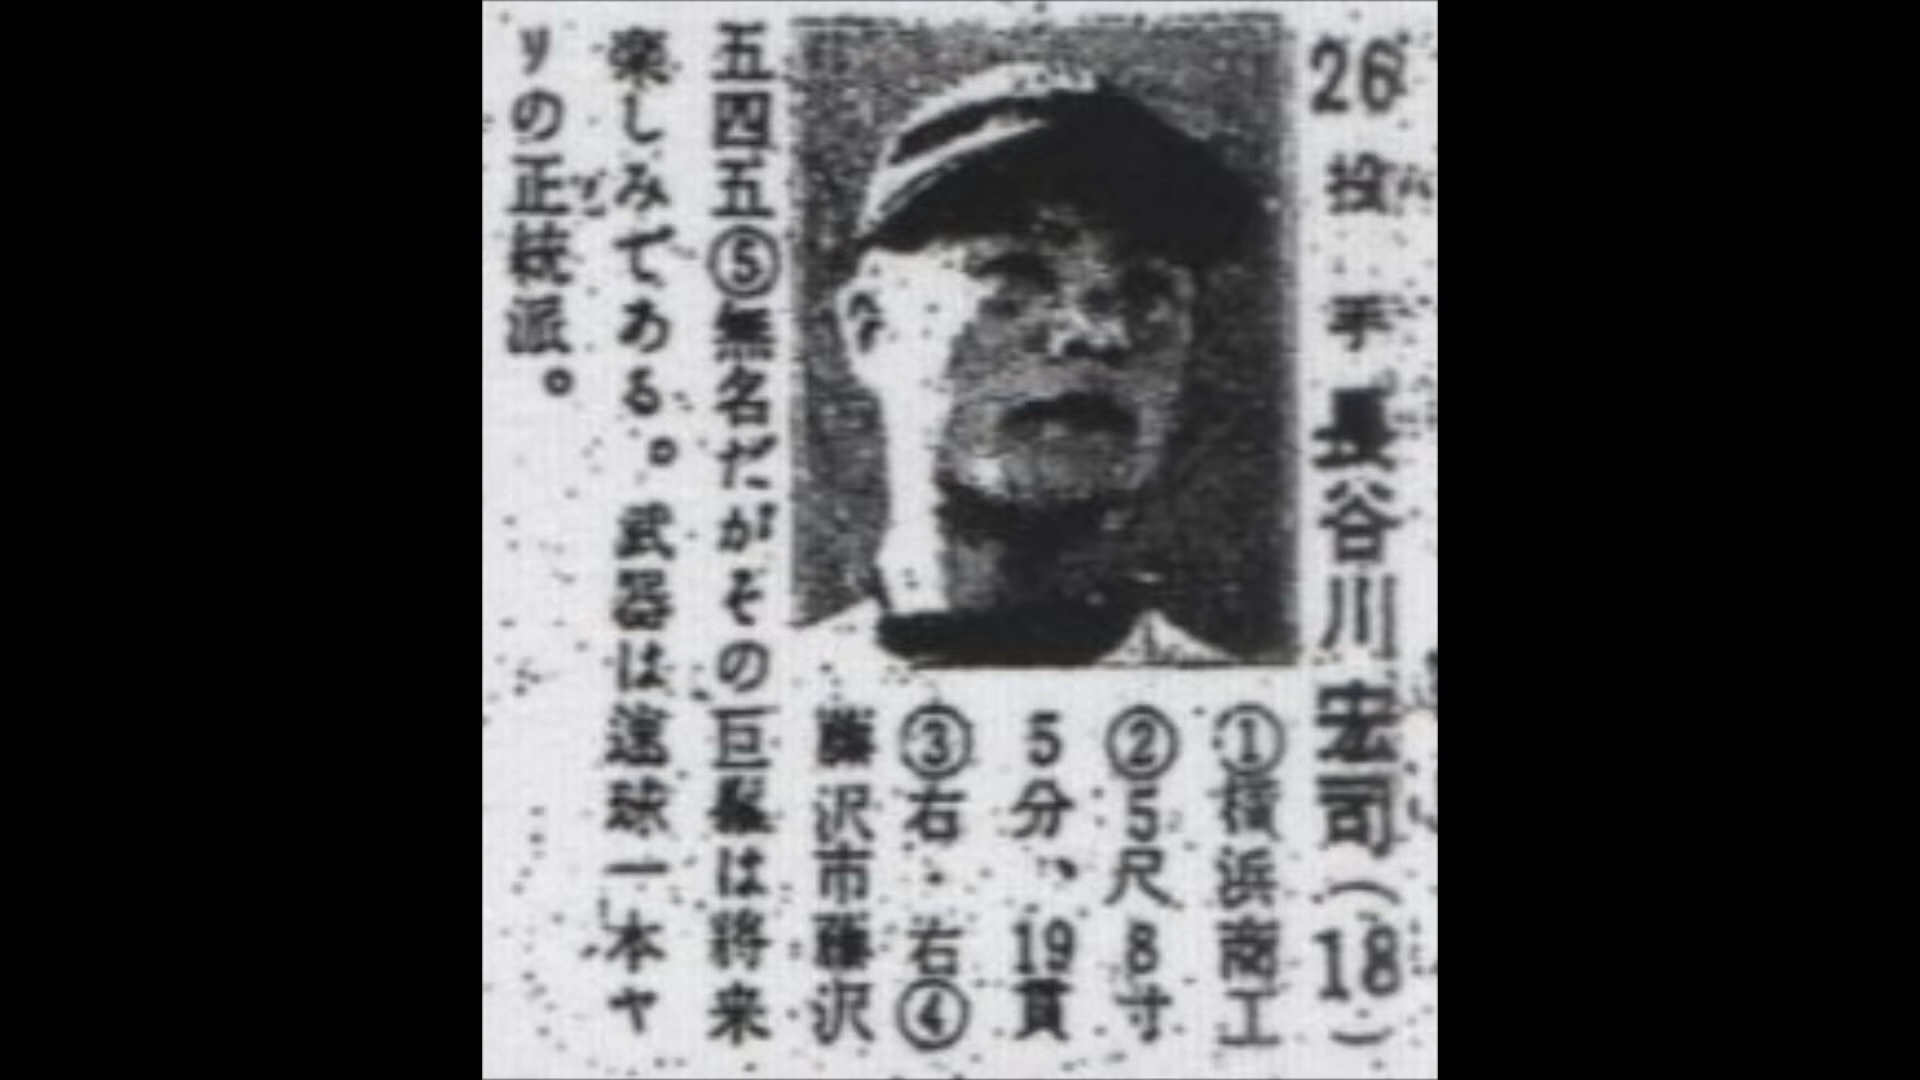 26 投手 長谷川宏司(18)
①横浜商工
②5尺8寸
5分、19貫
③右・右④
藤沢市藤沢
五四五⑤無名だがその巨軀は将来
楽しみである。武器は速球一本ヤ
リの正統派。